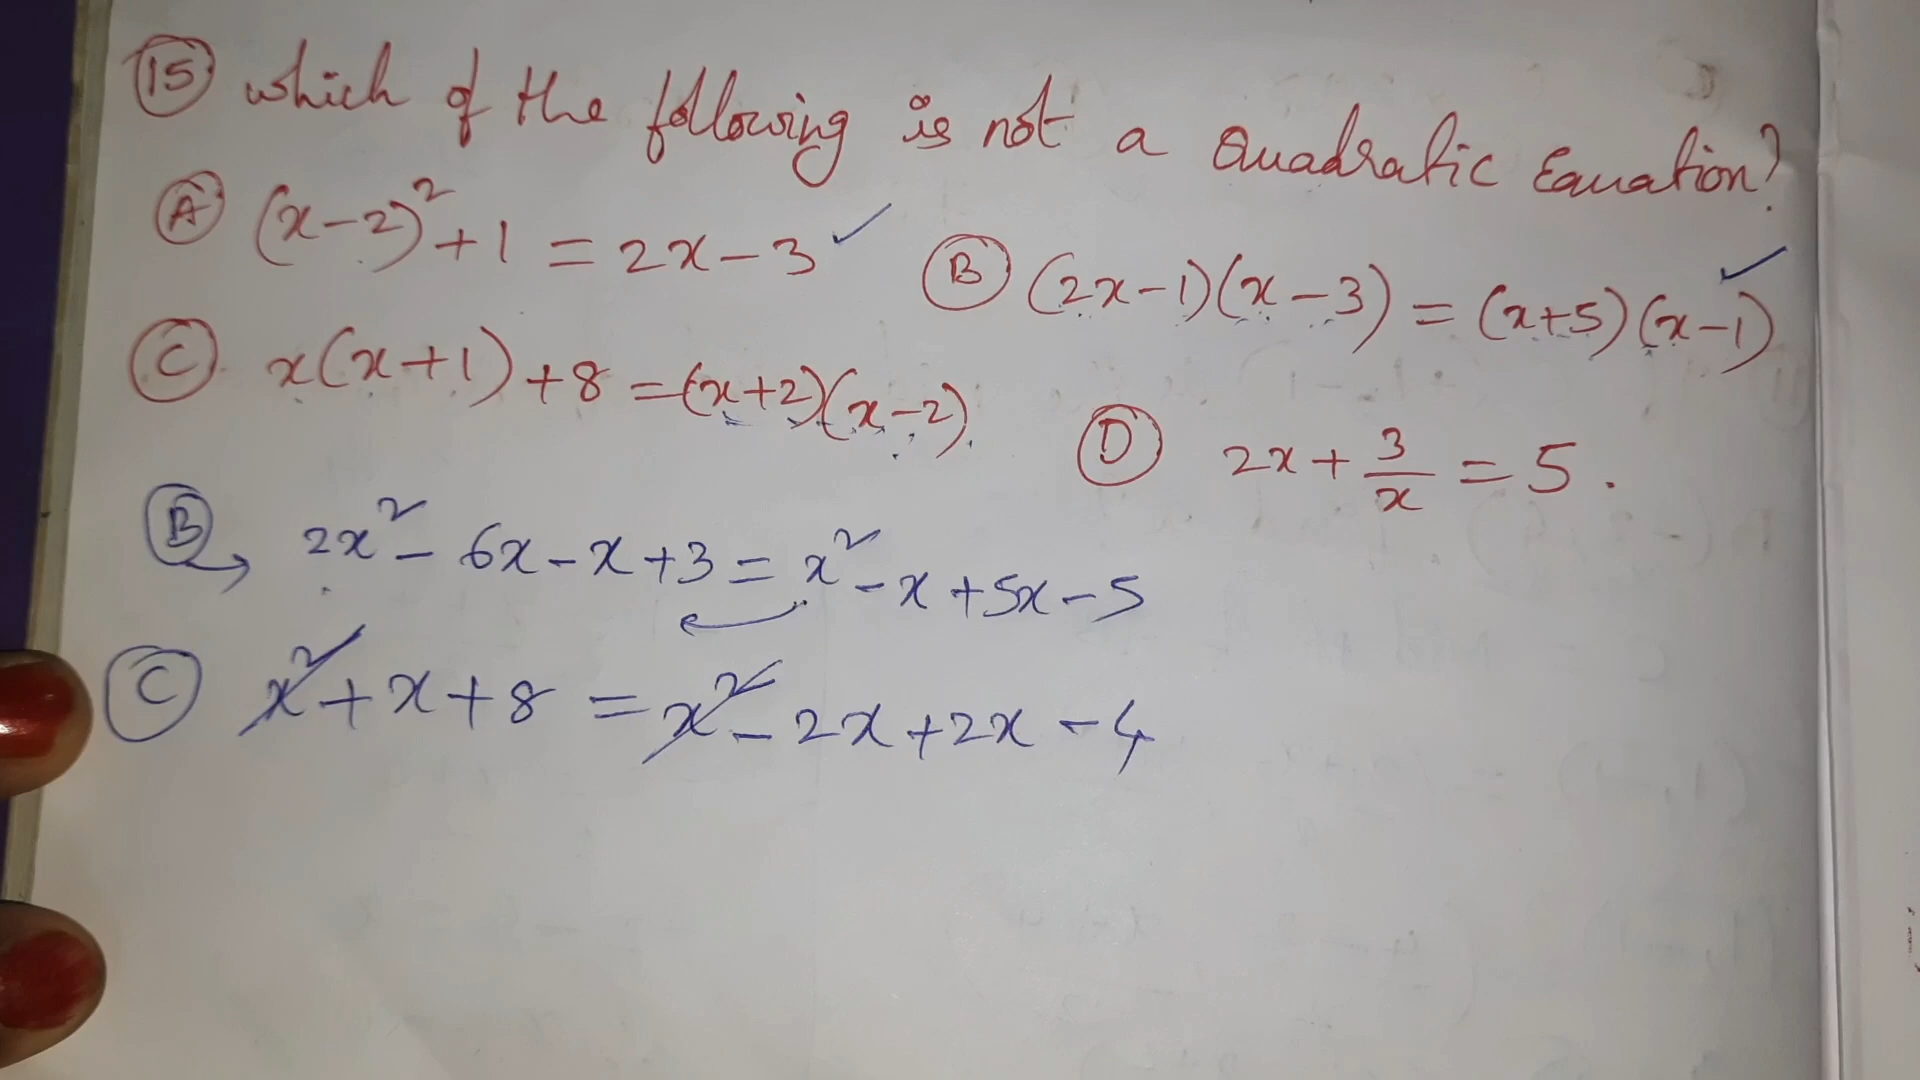 15 which of the following is not a Quadratic Equation?
A (x-2)²+1 = 2x-3 ✓
B (2x-1)(x-3) = (x+5)(x-1) ✓
C x(x+1)+8 = (x+2)(x-2).
D 2x + 3/x = 5.
B → 2x² - 6x - x + 3 = x² - x + 5x - 5
C x² + x + 8 = x² - 2x + 2x - 4